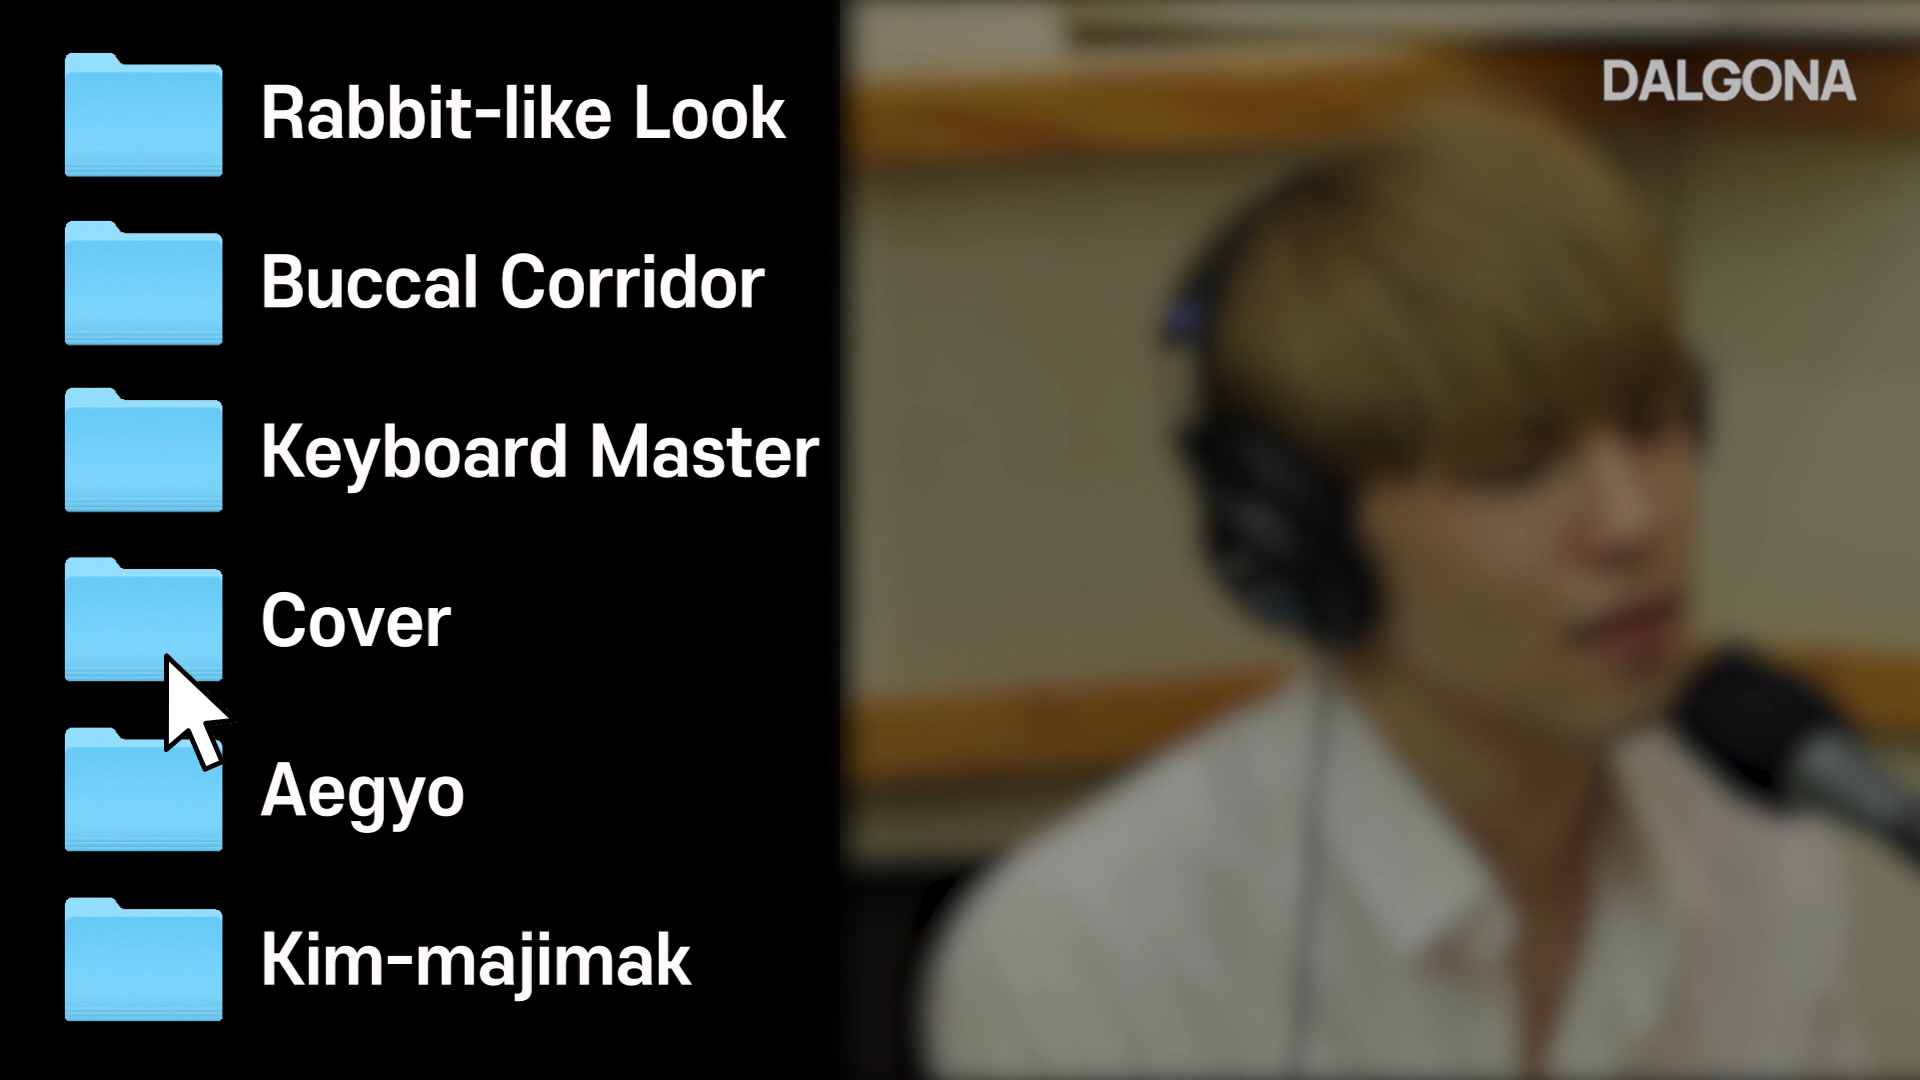 DALGONA
Rabbit-like Look
Buccal Corridor
Keyboard Master
Cover
Aegyo
Kim-majimak